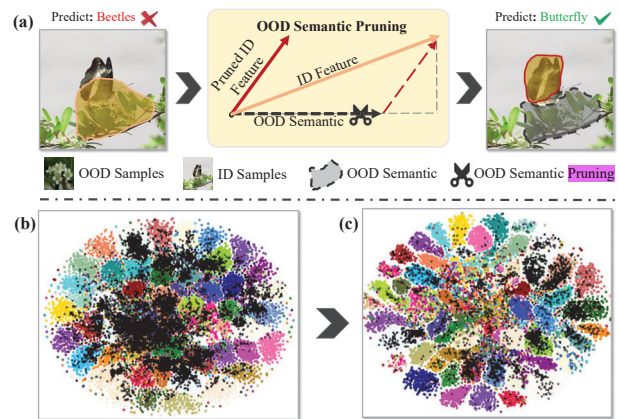 Predict: Beetles
(a)
OOD Semantic Pruning
Pruned ID
Feature
ID Feature
OOD Semantic
Predict: Butterfly
OOD Samples
ID Samples
OOD Semantic
OOD Semantic Pruning
(b)
(c)